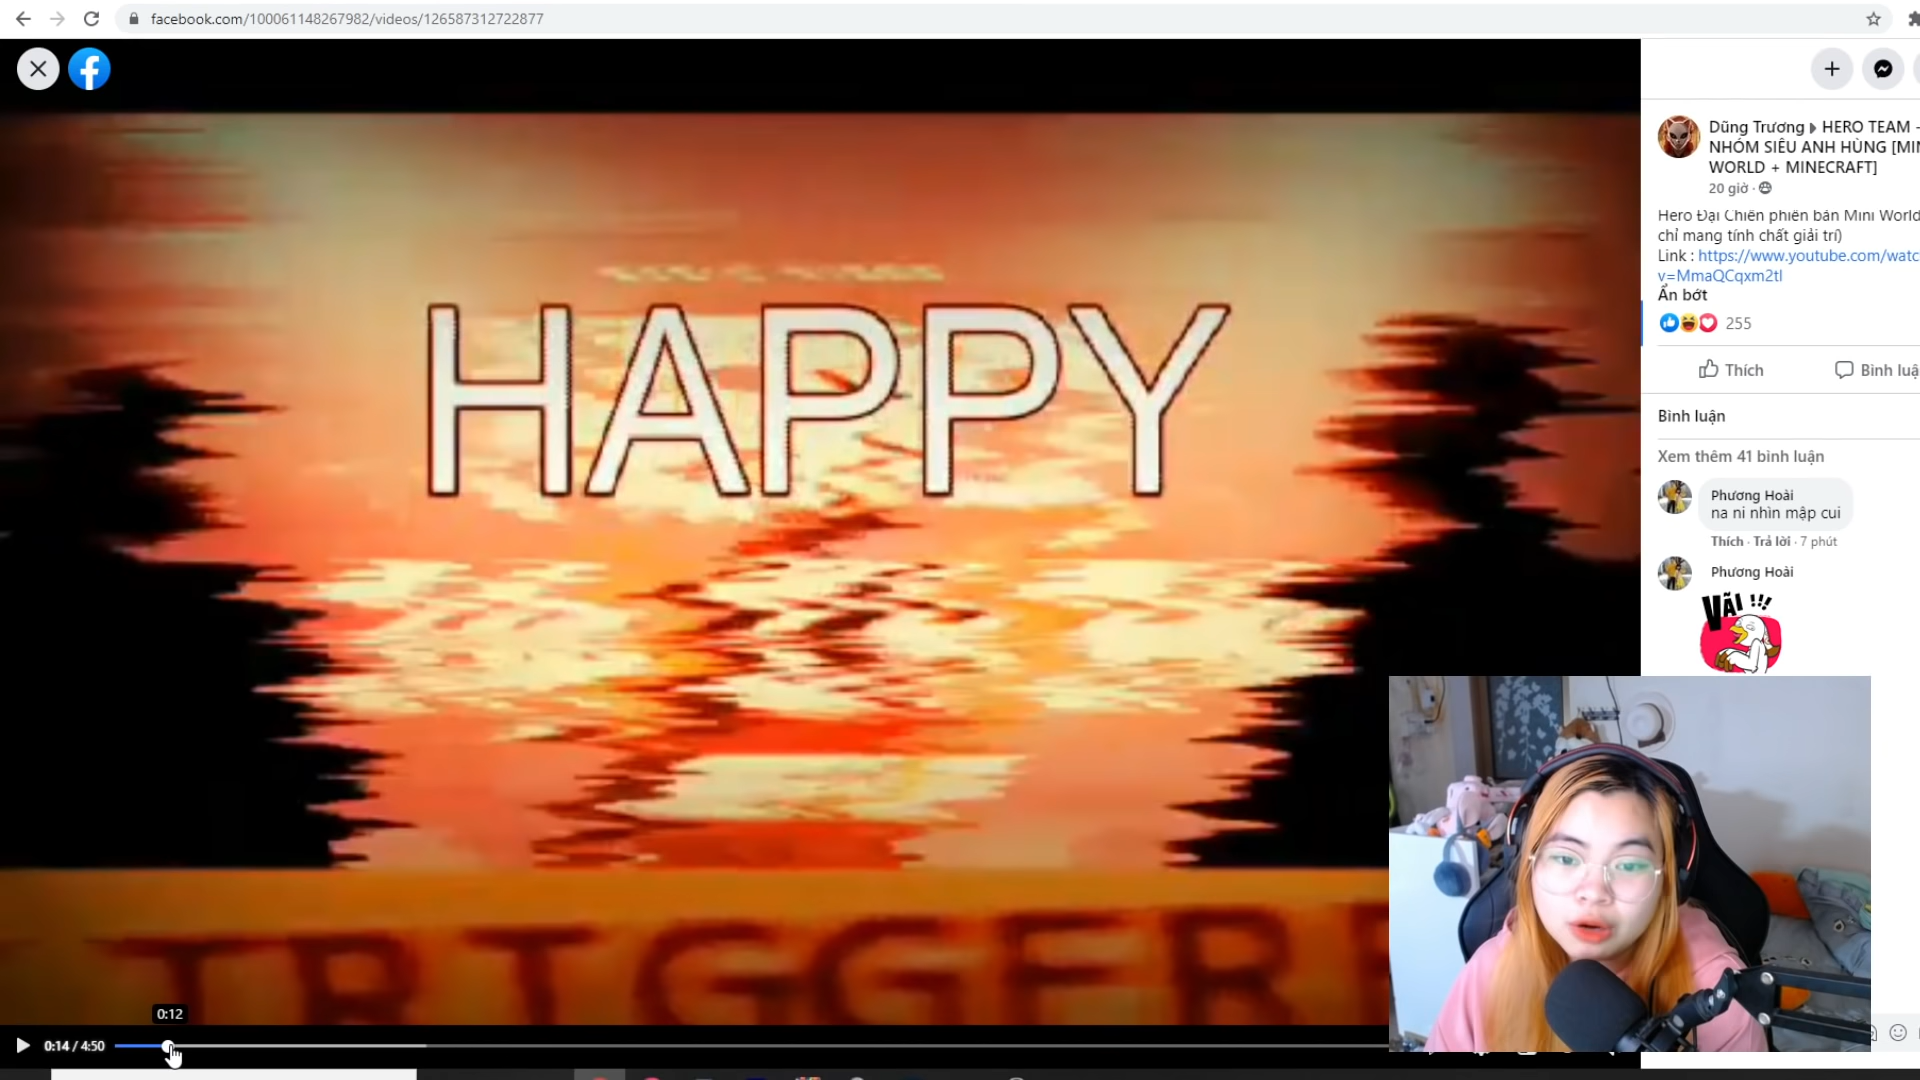 facebook.com/100061148267982/videos/126587312722877
HAPPY
TRIGGER
0:12
0:14 / 4:50
Dũng Trương ▸ HERO TEAM -
NHÓM SIÊU ANH HÙNG [MIN
WORLD + MINECRAFT]
20 giờ ·
Hero Đại Chiến phiên bản Mini World
chỉ mang tính chất giải trí)
Link : https://www.youtube.com/watc
v=MmaQCqxm2tI
Ẩn bớt
255
Thích
Bình luậ
Bình luận
Xem thêm 41 bình luận
Phương Hoài
na ni nhìn mập cui
Thích · Trả lời · 7 phút
Phương Hoài
VÃI !!!